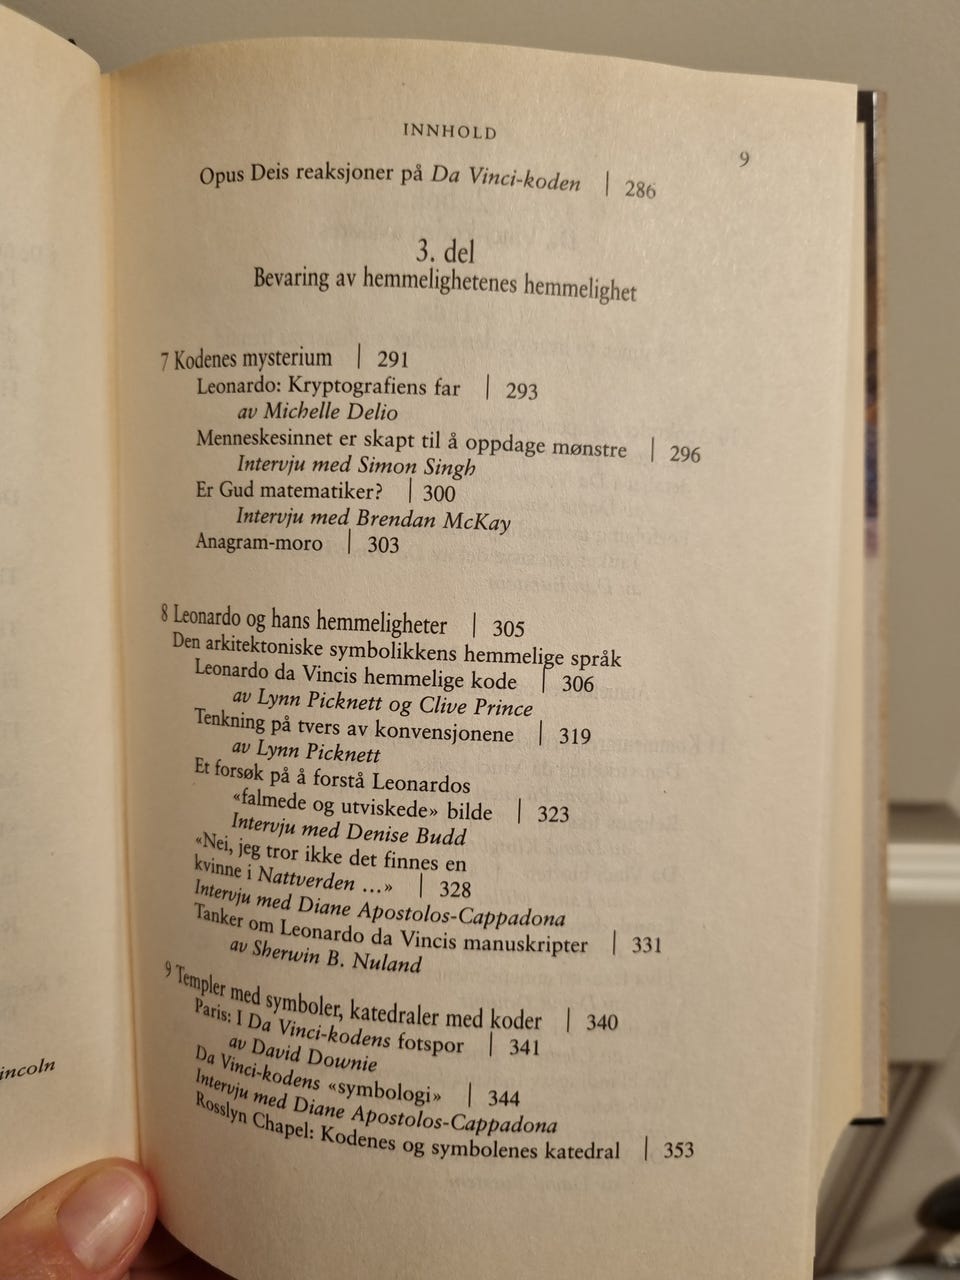 INNHOLD
9
Opus Deis reaksjoner på Da Vinci-koden | 286
3. del
Bevaring av hemmelighetenes hemmelighet
7 Kodenes mysterium | 291
Leonardo: Kryptografiens far | 293
av Michelle Delio
Menneskesinnet er skapt til å oppdage mønstre | 296
Intervju med Simon Singh
Er Gud matematiker? | 300
Intervju med Brendan McKay
Anagram-moro | 303
8 Leonardo og hans hemmeligheter | 305
Den arkitektoniske symbolikkens hemmelige språk
Leonardo da Vincis hemmelige kode | 306
av Lynn Picknett og Clive Prince
Tenkning på tvers av konvensjonene | 319
av Lynn Picknett
Et forsøk på å forstå Leonardos
«falmede og utviskede» bilde | 323
Intervju med Denise Budd
«Nei, jeg tror ikke det finnes en
kvinne i Nattverden ...» | 328
Intervju med Diane Apostolos-Cappadona
Tanker om Leonardo da Vincis manuskripter | 331
av Sherwin B. Nuland
9 Templer med symboler, katedraler med koder | 340
Paris: I Da Vinci-kodens fotspor | 341
av David Downie
Da Vinci-kodens «symbologi» | 344
Intervju med Diane Apostolos-Cappadona
Rosslyn Chapel: Kodenes og symbolenes katedral | 353